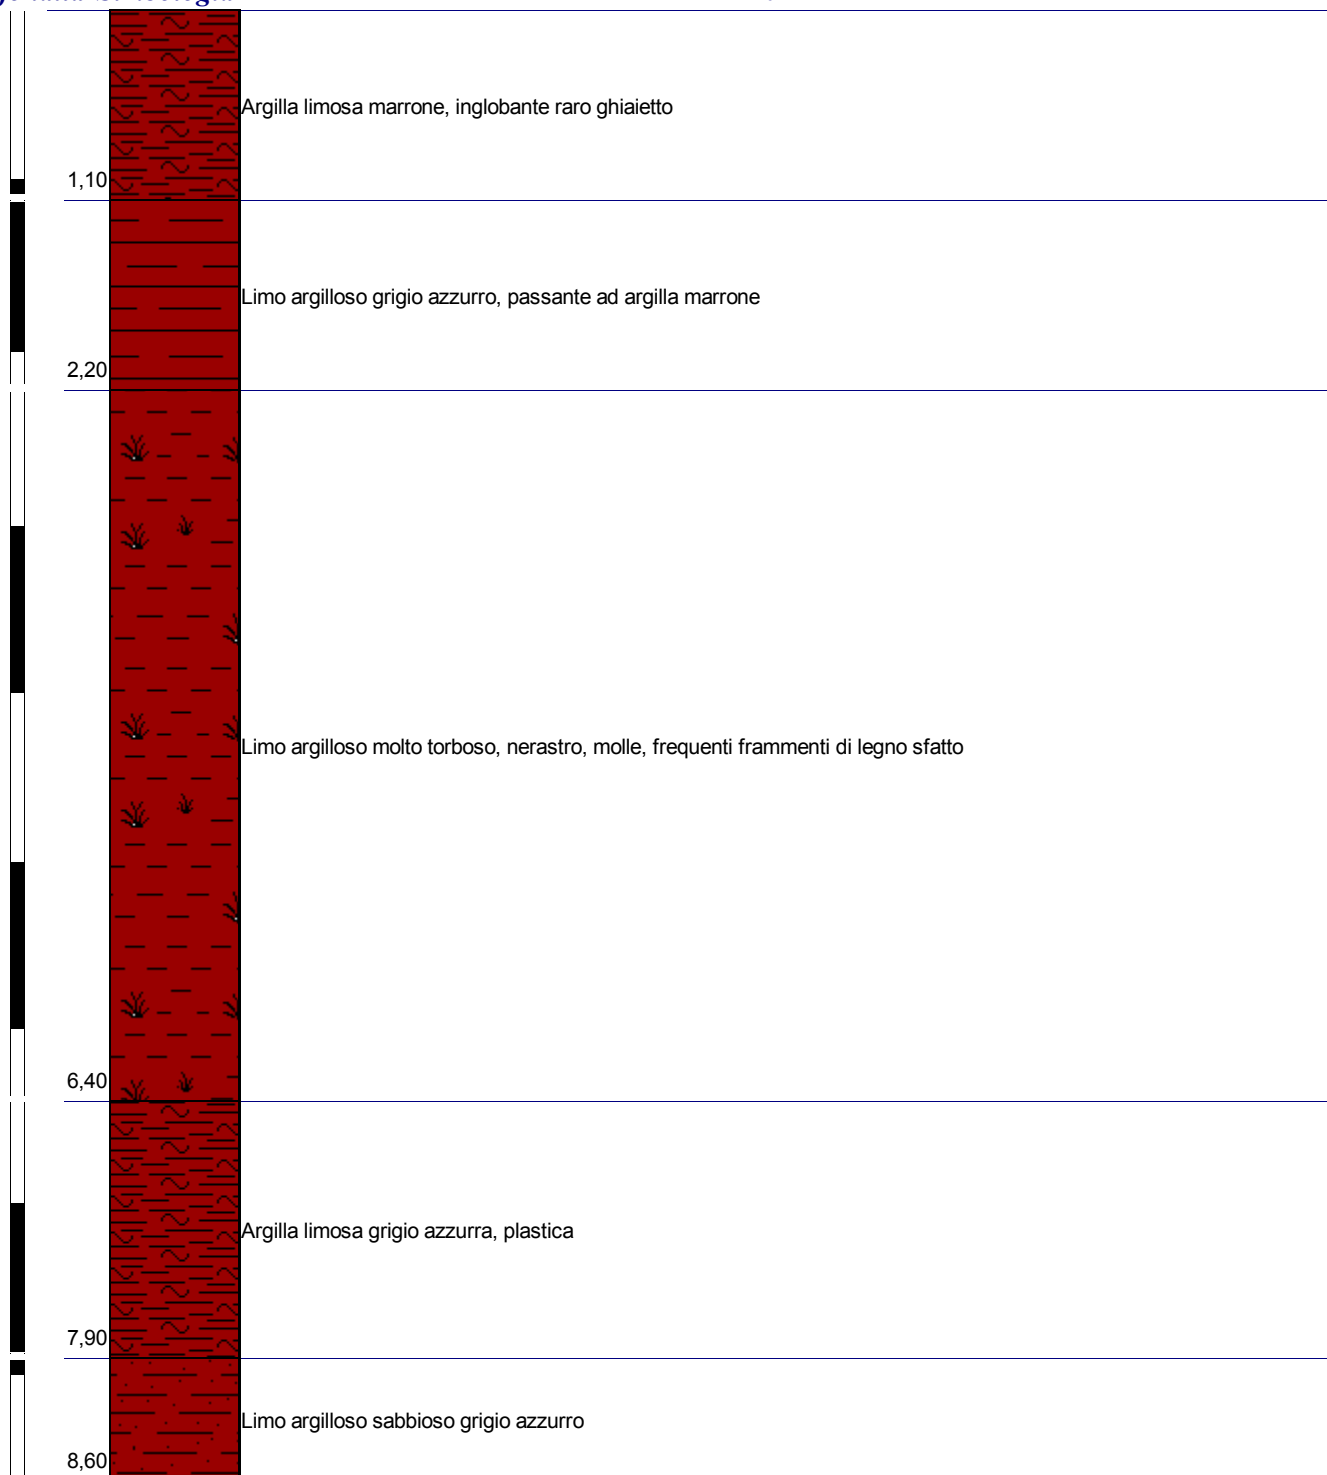 Argilla limosa marrone, inglobante raro ghiaietto
1,10
Limo argilloso grigio azzurro, passante ad argilla marrone
2,20
Limo argilloso molto torboso, nerastro, molle, frequenti frammenti di legno sfatto
6,40
Argilla limosa grigio azzurra, plastica
7,90
Limo argilloso sabbioso grigio azzurro
8,60